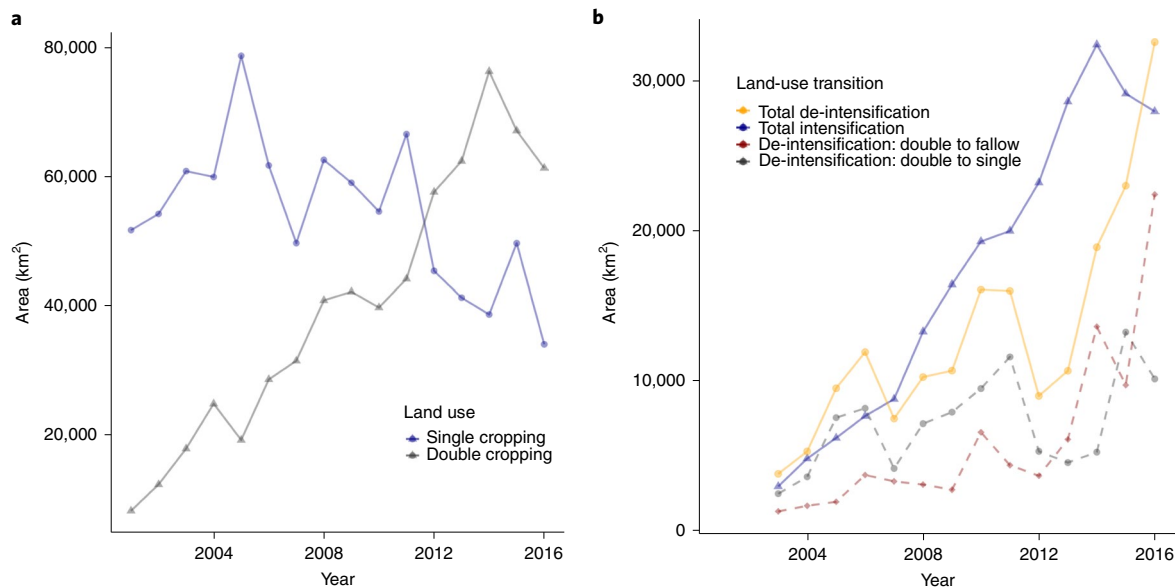 a
80,000
60,000
40,000
20,000
Area (km²)
Land use
Single cropping
Double cropping
2004
2008
2012
2016
Year
b
30,000
20,000
10,000
0
Area (km²)
Land-use transition
Total de-intensification
Total intensification
De-intensification: double to fallow
De-intensification: double to single
2004
2008
2012
2016
Year